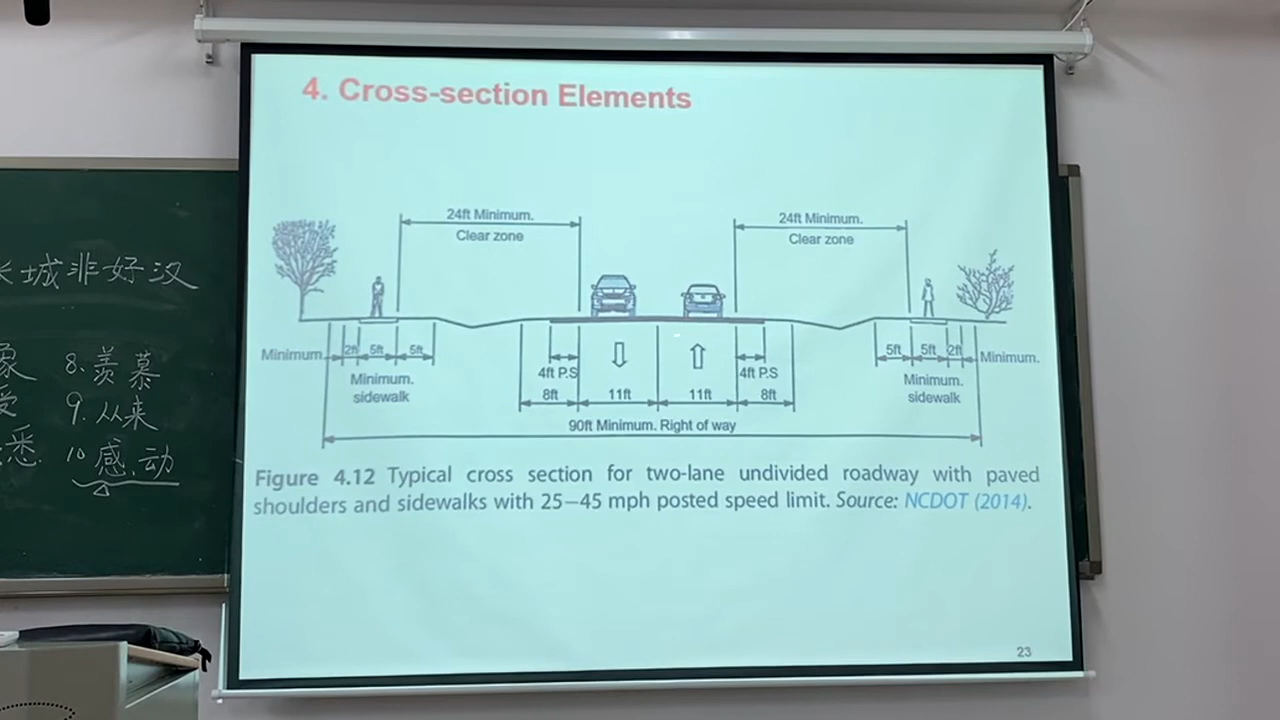 4. Cross-section Elements
24ft Minimum.
Clear zone
24ft Minimum.
Clear zone
Minimum.
2ft
5ft
5ft
Minimum.
sidewalk
4ft P.S
8ft
11ft
11ft
4ft P.S
8ft
5ft
5ft
2ft
Minimum.
Minimum.
sidewalk
90ft Minimum. Right of way
Figure 4.12 Typical cross section for two-lane undivided roadway with paved
shoulders and sidewalks with 25–45 mph posted speed limit. Source: NCDOT (2014).
23
长城非好汉
8.羡慕
受 9.从来
悉. 10 感动